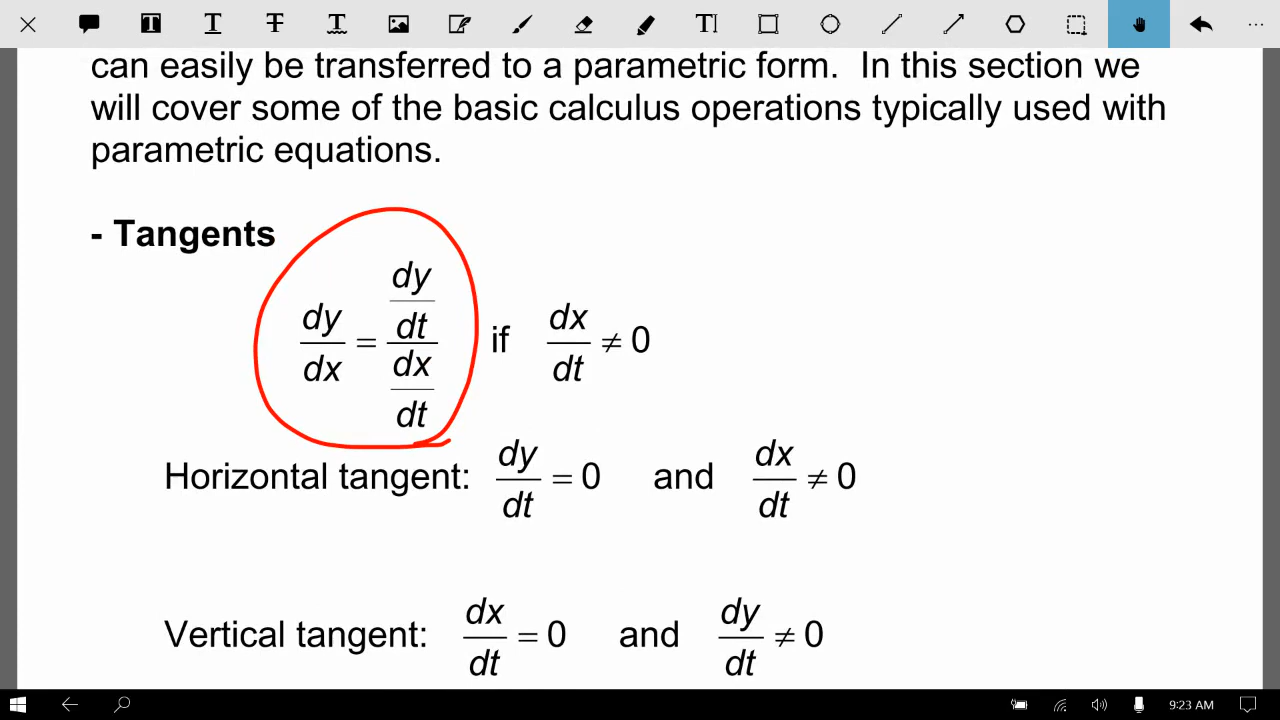 can easily be transferred to a parametric form. In this section we
will cover some of the basic calculus operations typically used with
parametric equations.
- Tangents
dy/dx = (dy/dt)/(dx/dt) if dx/dt ≠ 0
Horizontal tangent: dy/dt = 0 and dx/dt ≠ 0
Vertical tangent: dx/dt = 0 and dy/dt ≠ 0
9:23 AM